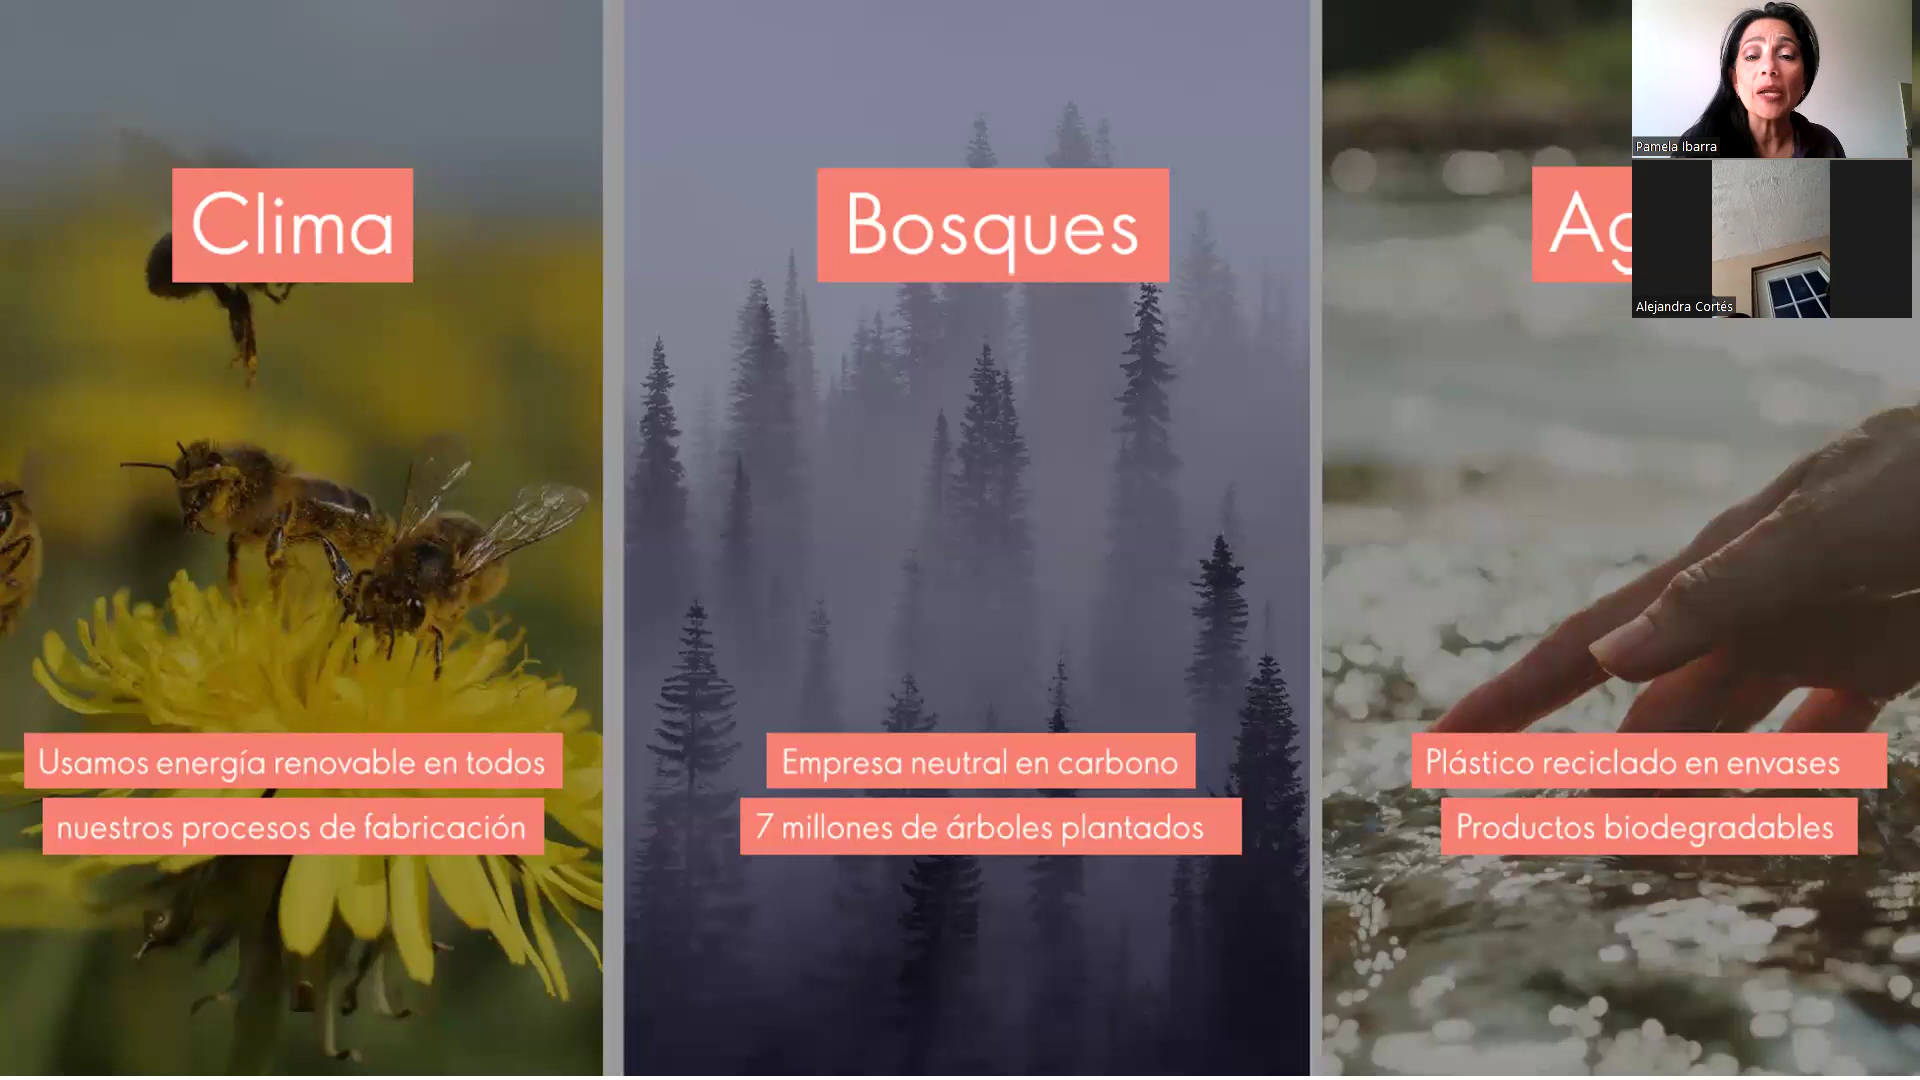 Clima
Usamos energía renovable en todos
nuestros procesos de fabricación
Bosques
Empresa neutral en carbono
7 millones de árboles plantados
Plástico reciclado en envases
Productos biodegradables
Pamela Ibarra
Alejandra Cortés